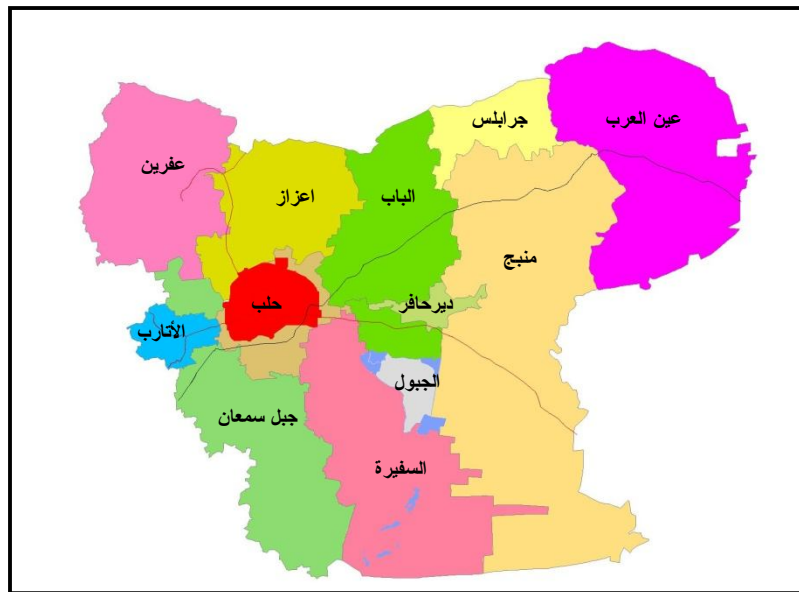 عين العرب
جرابلس
عفرين
اعزاز
الباب
منبج
حلب
ديرحافر
الأتارب
الجبول
جبل سمعان
السفيرة